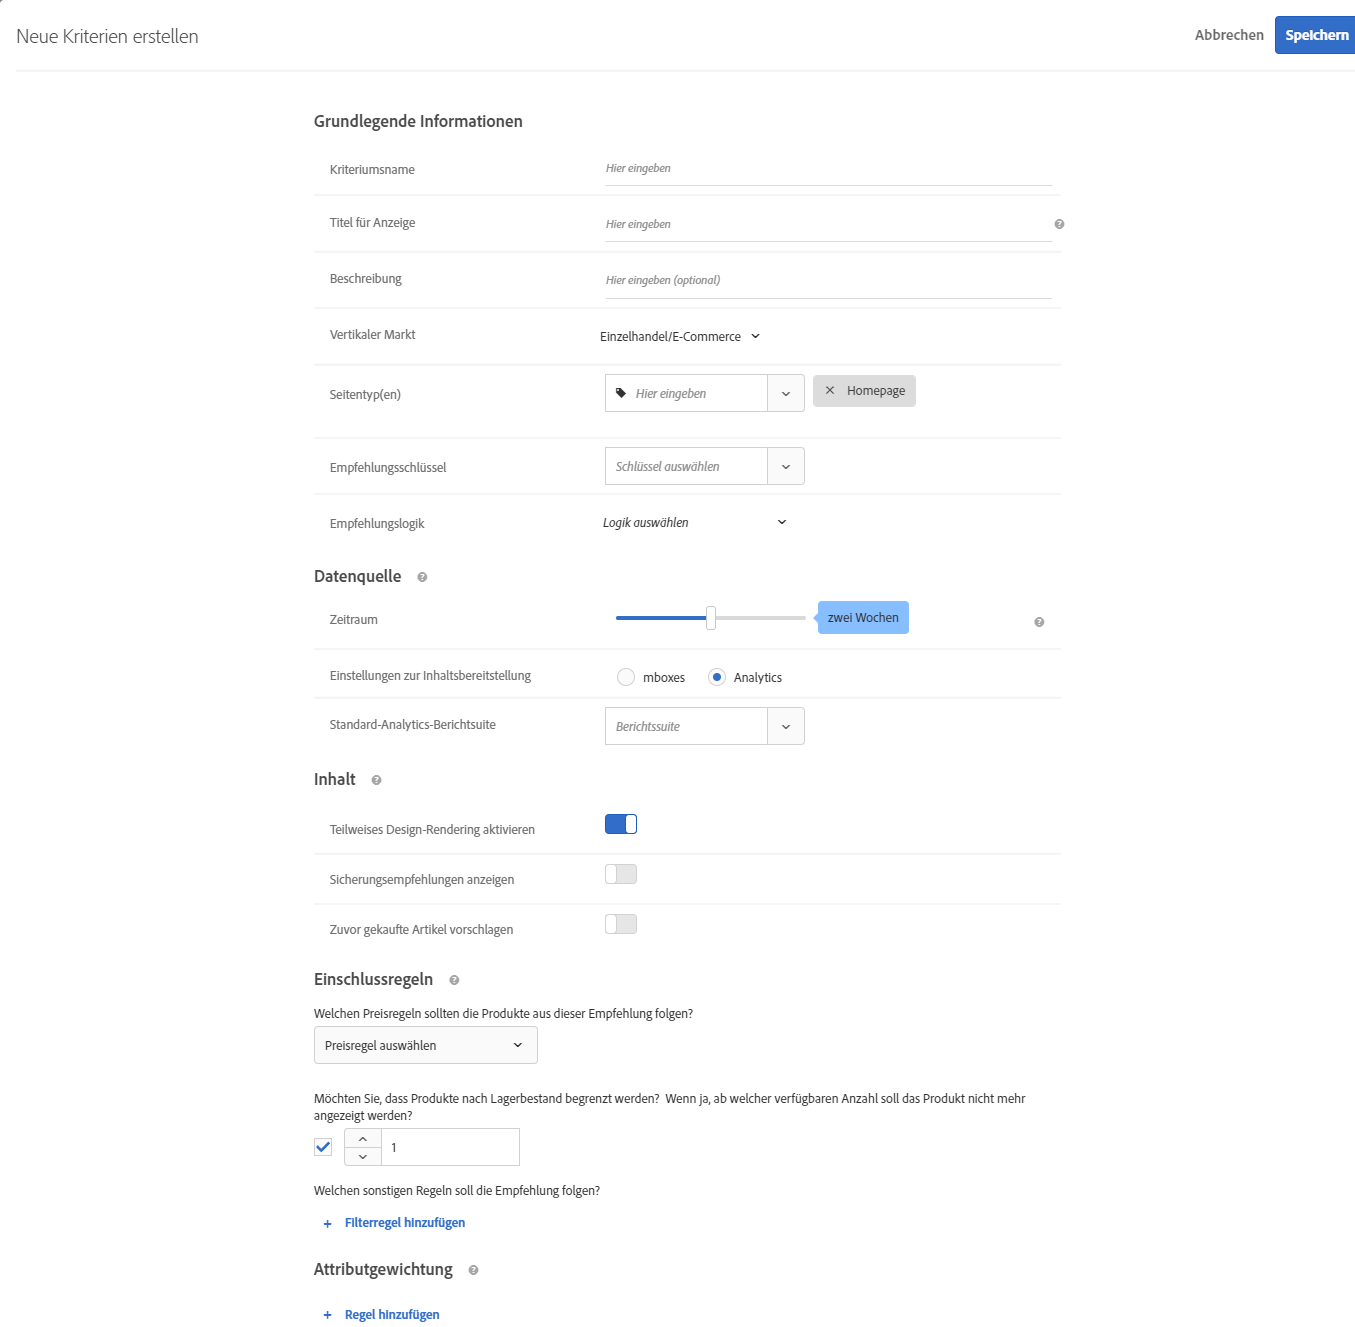 Neue Kriterien erstellen
Abbrechen
Speichern
Grundlegende Informationen
Kriteriumsname
Hier eingeben
Titel für Anzeige
Hier eingeben
Beschreibung
Hier eingeben (optional)
Vertikaler Markt
Einzelhandel/E-Commerce
Seitentyp(en)
Hier eingeben
Homepage
Empfehlungsschlüssel
Schlüssel auswählen
Empfehlungslogik
Logik auswählen
Datenquelle
Zeitraum
zwei Wochen
Einstellungen zur Inhaltsbereitstellung
mboxes
Analytics
Standard-Analytics-Berichtsuite
Berichtssuite
Inhalt
Teilweises Design-Rendering aktivieren
Sicherungsempfehlungen anzeigen
Zuvor gekaufte Artikel vorschlagen
Einschlussregeln
Welchen Preisregeln sollten die Produkte aus dieser Empfehlung folgen?
Preisregel auswählen
Möchten Sie, dass Produkte nach Lagerbestand begrenzt werden? Wenn ja, ab welcher verfügbaren Anzahl soll das Produkt nicht mehr
angezeigt werden?
1
Welchen sonstigen Regeln soll die Empfehlung folgen?
+ Filterregel hinzufügen
Attributgewichtung
+ Regel hinzufügen